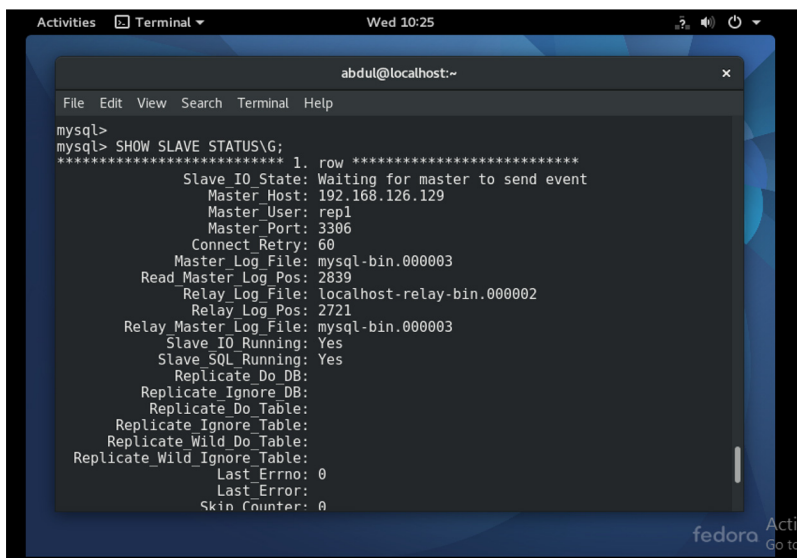 Activities Terminal Wed 10:25
abdul@localhost:~
File Edit View Search Terminal Help
mysql>
mysql> SHOW SLAVE STATUS\G;
*************************** 1. row ***************************
Slave_IO_State: Waiting for master to send event
Master_Host: 192.168.126.129
Master_User: rep1
Master_Port: 3306
Connect_Retry: 60
Master_Log_File: mysql-bin.000003
Read_Master_Log_Pos: 2839
Relay_Log_File: localhost-relay-bin.000002
Relay_Log_Pos: 2721
Relay_Master_Log_File: mysql-bin.000003
Slave_IO_Running: Yes
Slave_SQL_Running: Yes
Replicate_Do_DB:
Replicate_Ignore_DB:
Replicate_Do_Table:
Replicate_Ignore_Table:
Replicate_Wild_Do_Table:
Replicate_Wild_Ignore_Table:
Last_Errno: 0
Last_Error:
Skip_Counter: 0
fedora
Acti
Go to